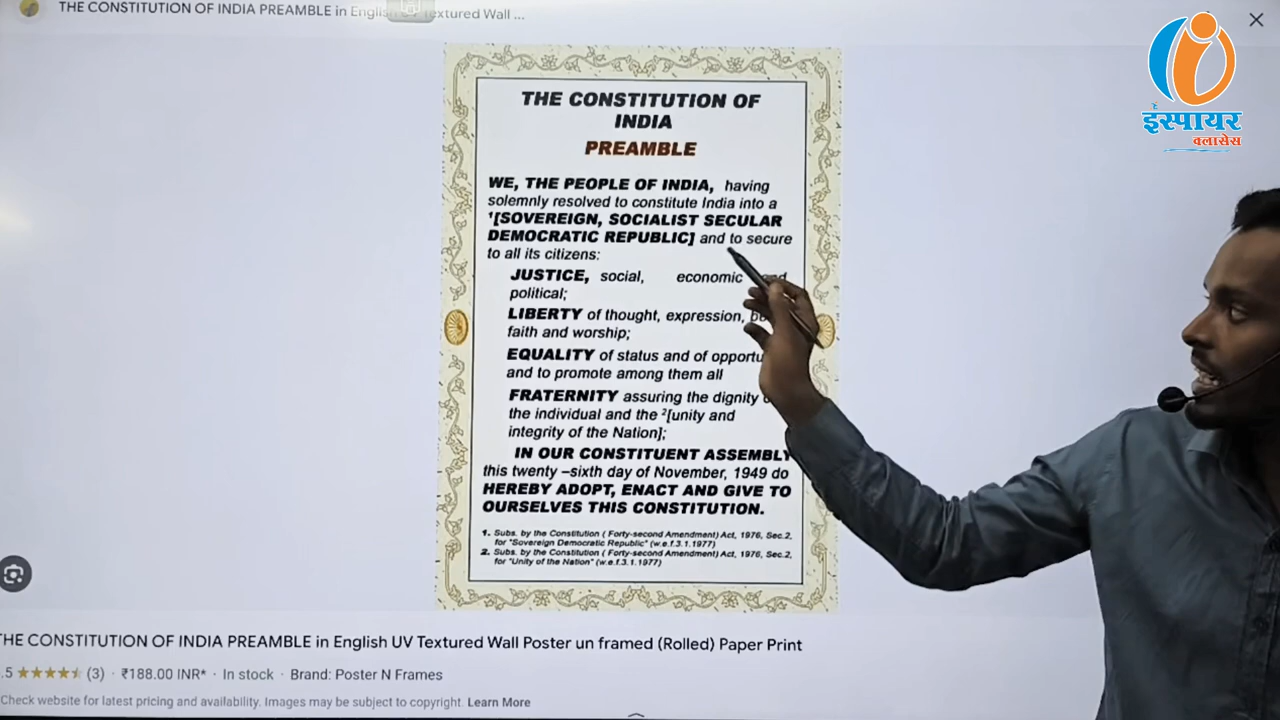 THE CONSTITUTION OF INDIA PREAMBLE in English Textured Wall ...
हं
इंस्पायर
क्लासेस
THE CONSTITUTION OF
INDIA
PREAMBLE
WE, THE PEOPLE OF INDIA, having
solemnly resolved to constitute India into a
¹[SOVEREIGN, SOCIALIST SECULAR
DEMOCRATIC REPUBLIC] and to secure
to all its citizens:
JUSTICE, social, economic
political;
LIBERTY of thought, expression,
faith and worship;
EQUALITY of status and of opportu
and to promote among them all
FRATERNITY assuring the dignity
the individual and the ²[unity and
integrity of the Nation];
IN OUR CONSTITUENT ASSEMBLY
this twenty –sixth day of November, 1949 do
HEREBY ADOPT, ENACT AND GIVE TO
OURSELVES THIS CONSTITUTION.
1. Subs. by the Constitution ( Forty-second Amendment) Act, 1976, Sec.2,
for "Sovereign Democratic Republic" (w.e.f.3.1.1977)
2. Subs. by the Constitution ( Forty-second Amendment) Act, 1976, Sec.2,
for "Unity of the Nation" (w.e.f.3.1.1977)
THE CONSTITUTION OF INDIA PREAMBLE in English UV Textured Wall Poster un framed (Rolled) Paper Print
.5 ★★★★★ (3) · ₹188.00 INR* · In stock · Brand: Poster N Frames
Check website for latest pricing and availability. Images may be subject to copyright. Learn More